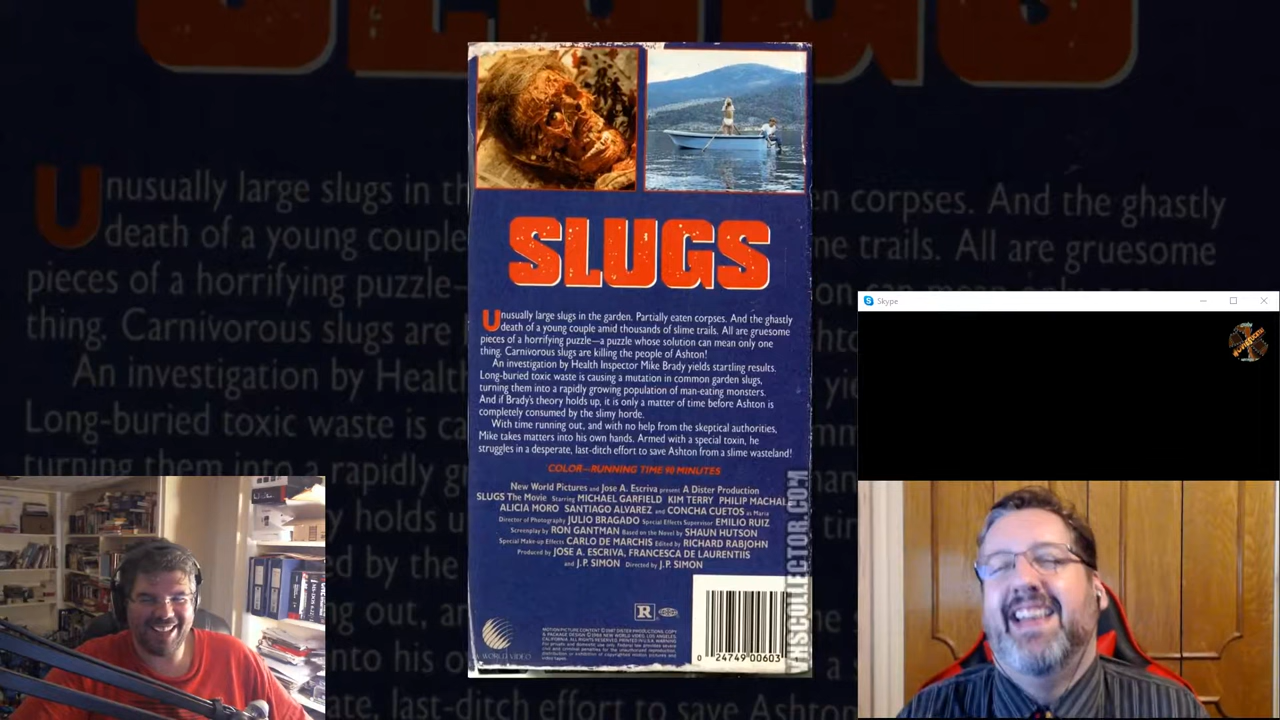 SLUGS
Unusually large slugs in the garden. Partially eaten corpses. And the ghastly
death of a young couple amid thousands of slime trails. All are gruesome
pieces of a horrifying puzzle—a puzzle whose solution can mean only one
thing. Carnivorous slugs are killing the people of Ashton!
An investigation by Health Inspector Mike Brady yields startling results.
Long-buried toxic waste is causing a mutation in common garden slugs,
turning them into a rapidly growing population of man-eating monsters.
And if Brady's theory holds up, it is only a matter of time before Ashton is
completely consumed by the slimy horde.
With time running out, and with no help from the skeptical authorities,
Mike takes matters into his own hands. Armed with a special toxin, he
struggles in a desperate, last-ditch effort to save Ashton from a slime wasteland!
COLOR—RUNNING TIME 90 MINUTES
New World Pictures and Jose A. Escriva present A Dister Production
SLUGS The Movie Starring MICHAEL GARFIELD KIM TERRY PHILIP MACHAL
ALICIA MORO SANTIAGO ALVAREZ and CONCHA CUETOS as Maria
Director of Photography JULIO BRAGADO Special Effects Supervisor EMILIO RUIZ
Screenplay by RON GANTMAN Based on the Novel by SHAUN HUTSON
Special Make-up Effects CARLO DE MARCHIS Edited by RICHARD RABJOHN
Produced by JOSE A. ESCRIVA, FRANCESCA DE LAURENTIIS
and J.P. SIMON Directed by J.P. SIMON
R
WORLD VIDEO
0 24749 00603
VHSCOLLECTOR.COM
Skype
Unusually large slugs in th
death of a young couple
pieces of a horrifying puzzle—
thing. Carnivorous slugs are
An investigation by Health
Long-buried toxic waste is ca
turning them into a rapidly g
holds u
d by the
ng out, an
n corpses. And the ghastly
me trails. All are gruesome
on can mean only one
ate, last-ditch effort to save Ashton